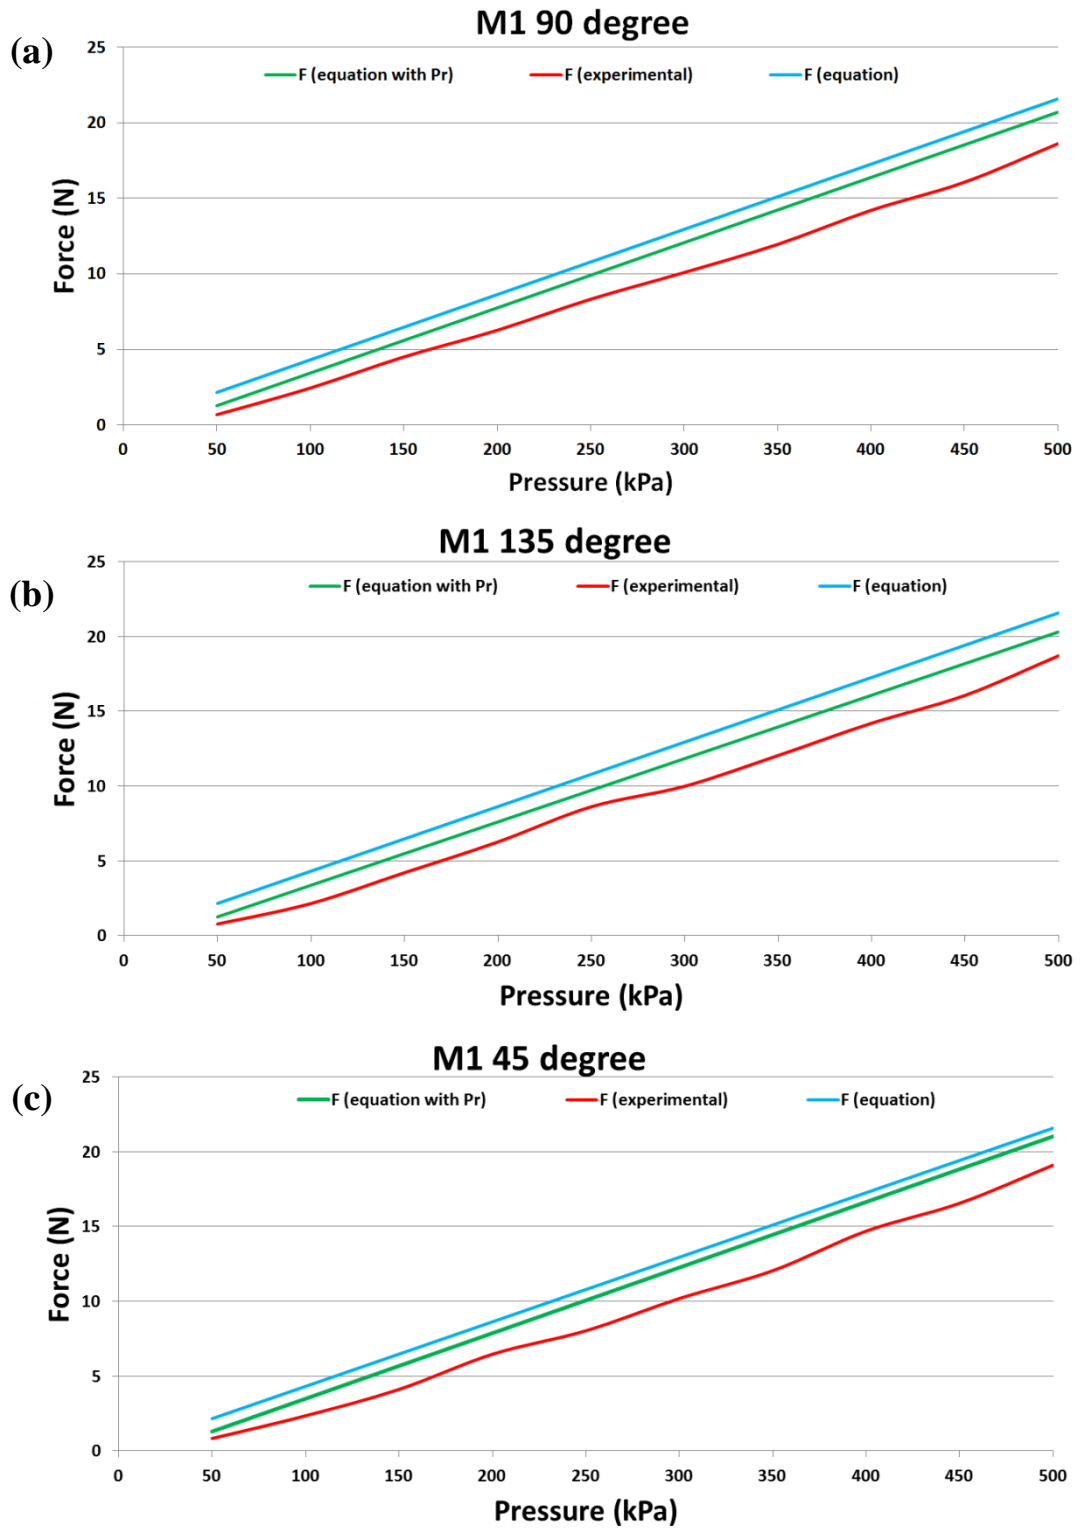 M1 90 degree
(a)
25
F (equation with Pr) F (experimental) F (equation)
20
15
10
5
0
Force (N)
0 50 100 150 200 250 300 350 400 450 500
Pressure (kPa)
M1 135 degree
(b)
25
F (equation with Pr) F (experimental) F (equation)
20
15
10
5
0
Force (N)
0 50 100 150 200 250 300 350 400 450 500
Pressure (kPa)
M1 45 degree
(c)
25
F (equation with Pr) F (experimental) F (equation)
20
15
10
5
0
Force (N)
0 50 100 150 200 250 300 350 400 450 500
Pressure (kPa)